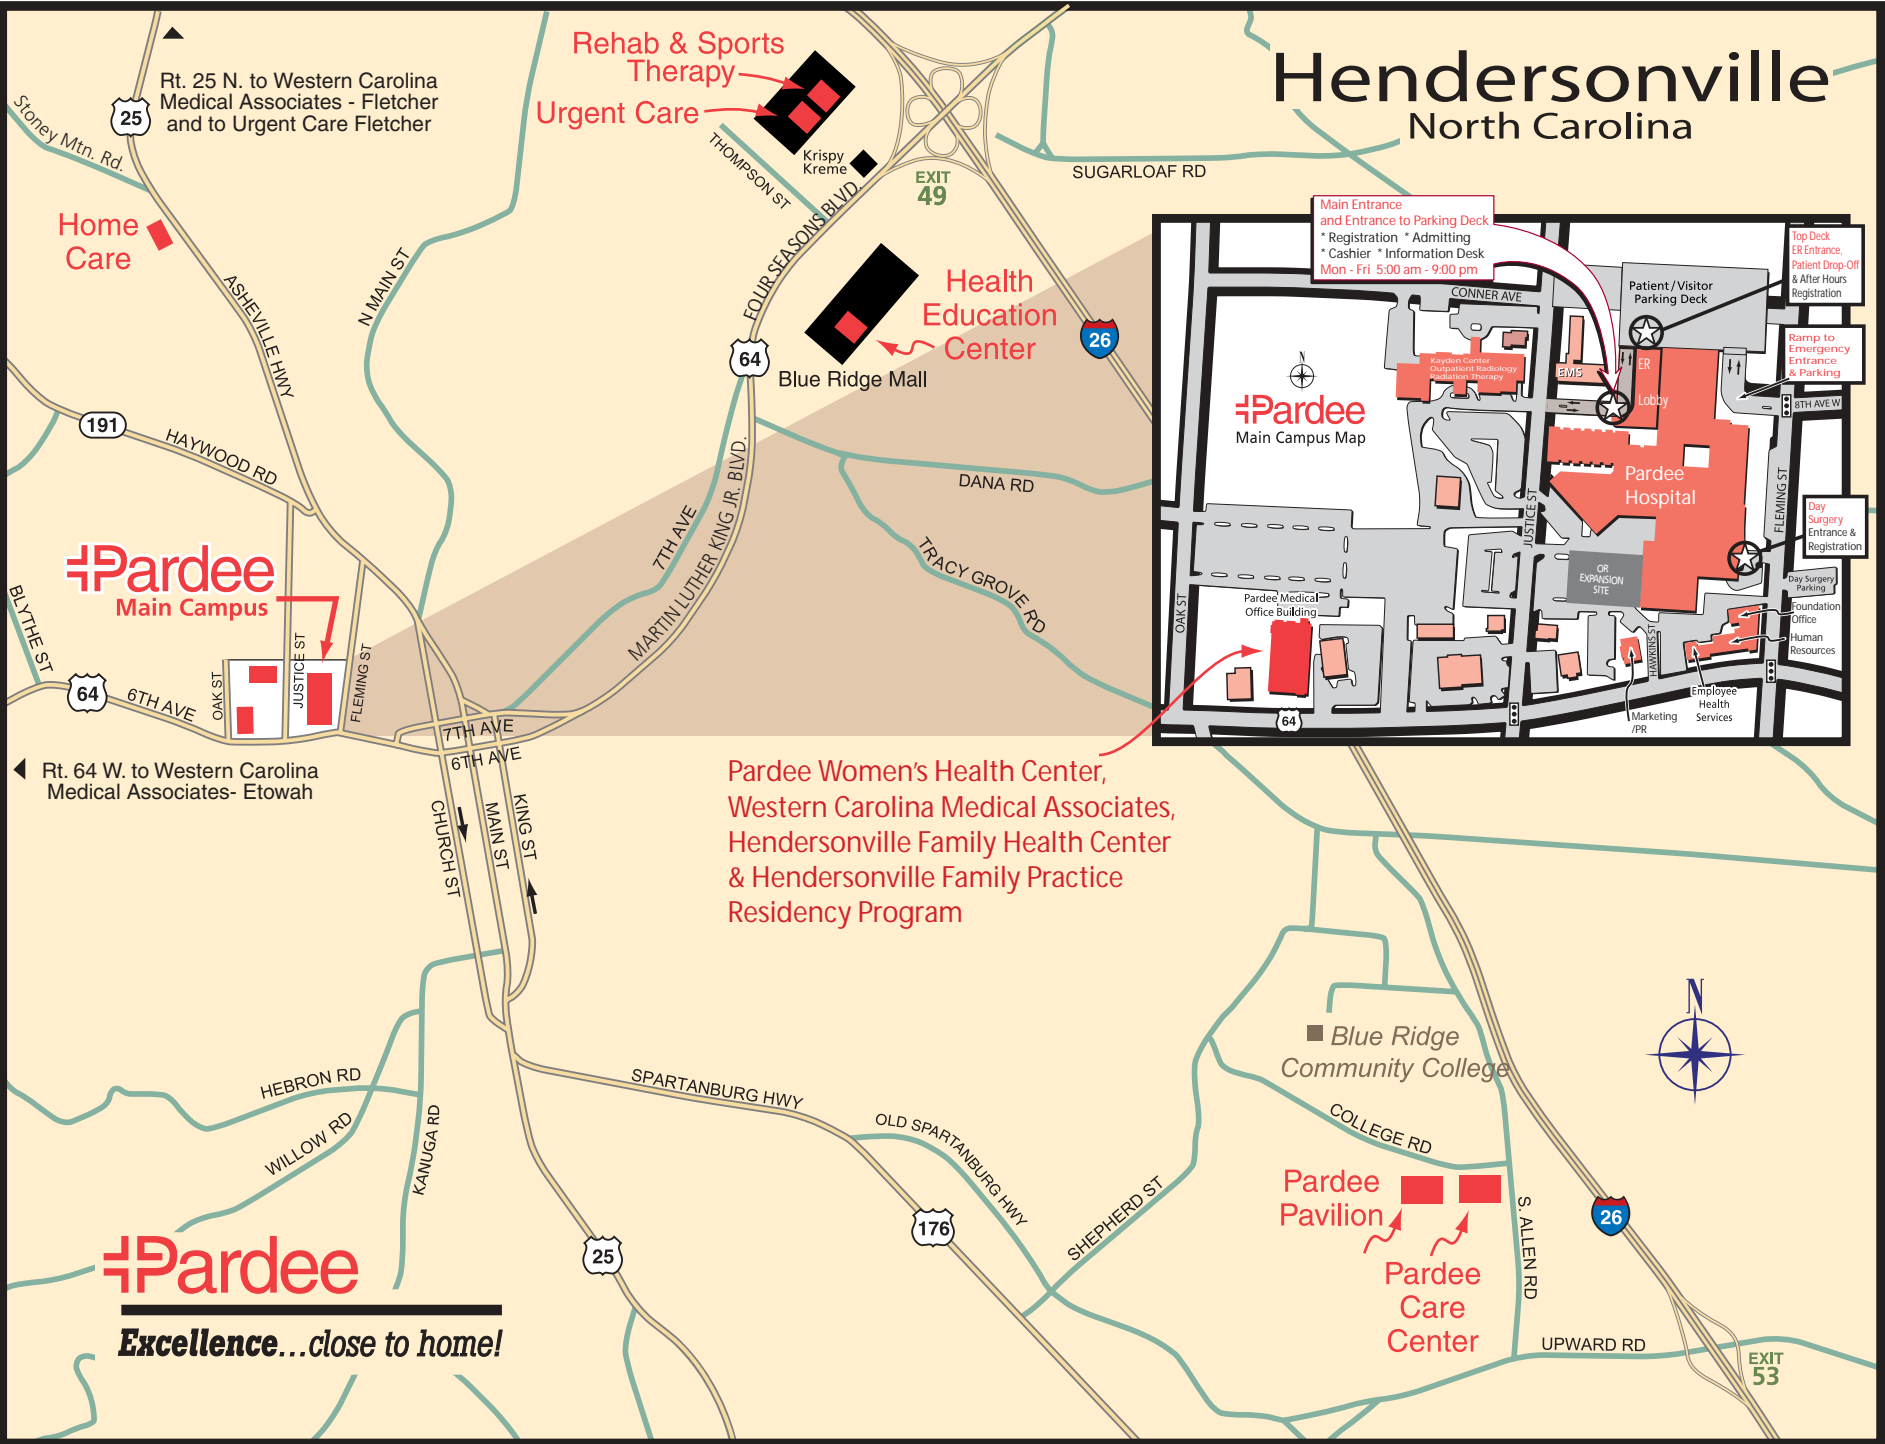 Hendersonville
North Carolina
Rt. 25 N. to Western Carolina
Medical Associates - Fletcher
and to Urgent Care Fletcher
25
Stoney Mtn. Rd.
Home
Care
ASHEVILLE HWY
N MAIN ST
Rehab & Sports
Therapy
Urgent Care
THOMPSON ST
Krispy
Kreme
FOUR SEASONS BLVD.
EXIT
49
SUGARLOAF RD
Health
Education
Center
Blue Ridge Mall
64
26
191
HAYWOOD RD
DANA RD
7TH AVE
MARTIN LUTHER KING JR. BLVD.
TRACY GROVE RD
Pardee
Main Campus
BLYTHE ST
64
6TH AVE
OAK ST
JUSTICE ST
FLEMING ST
7TH AVE
6TH AVE
Rt. 64 W. to Western Carolina
Medical Associates- Etowah
CHURCH ST
MAIN ST
KING ST
Main Entrance
and Entrance to Parking Deck
* Registration * Admitting
* Cashier * Information Desk
Mon - Fri 5:00 am - 9:00 pm
Top Deck
ER Entrance,
Patient Drop-Off
& After Hours
Registration
CONNER AVE
Patient / Visitor
Parking Deck
Ramp to
Emergency
Entrance
& Parking
N
Pardee
Main Campus Map
Kayden Center
Outpatient Radiology
Radiation Therapy
EMS
ER
Lobby
8TH AVE W
Pardee
Hospital
JUSTICE ST
FLEMING ST
Day
Surgery
Entrance &
Registration
OR
EXPANSION
SITE
Day Surgery
Parking
Foundation
Office
Human
Resources
Pardee Medical
Office Building
OAK ST
HAWKINS ST
Employee
Health
Services
Marketing
/PR
64
Pardee Women's Health Center,
Western Carolina Medical Associates,
Hendersonville Family Health Center
& Hendersonville Family Practice
Residency Program
Blue Ridge
Community College
N
HEBRON RD
WILLOW RD
KANUGA RD
SPARTANBURG HWY
OLD SPARTANBURG HWY
COLLEGE RD
SHEPHERD ST
Pardee
Pavilion
Pardee
Care
Center
S. ALLEN RD
26
176
25
UPWARD RD
EXIT
53
Pardee
Excellence...close to home!